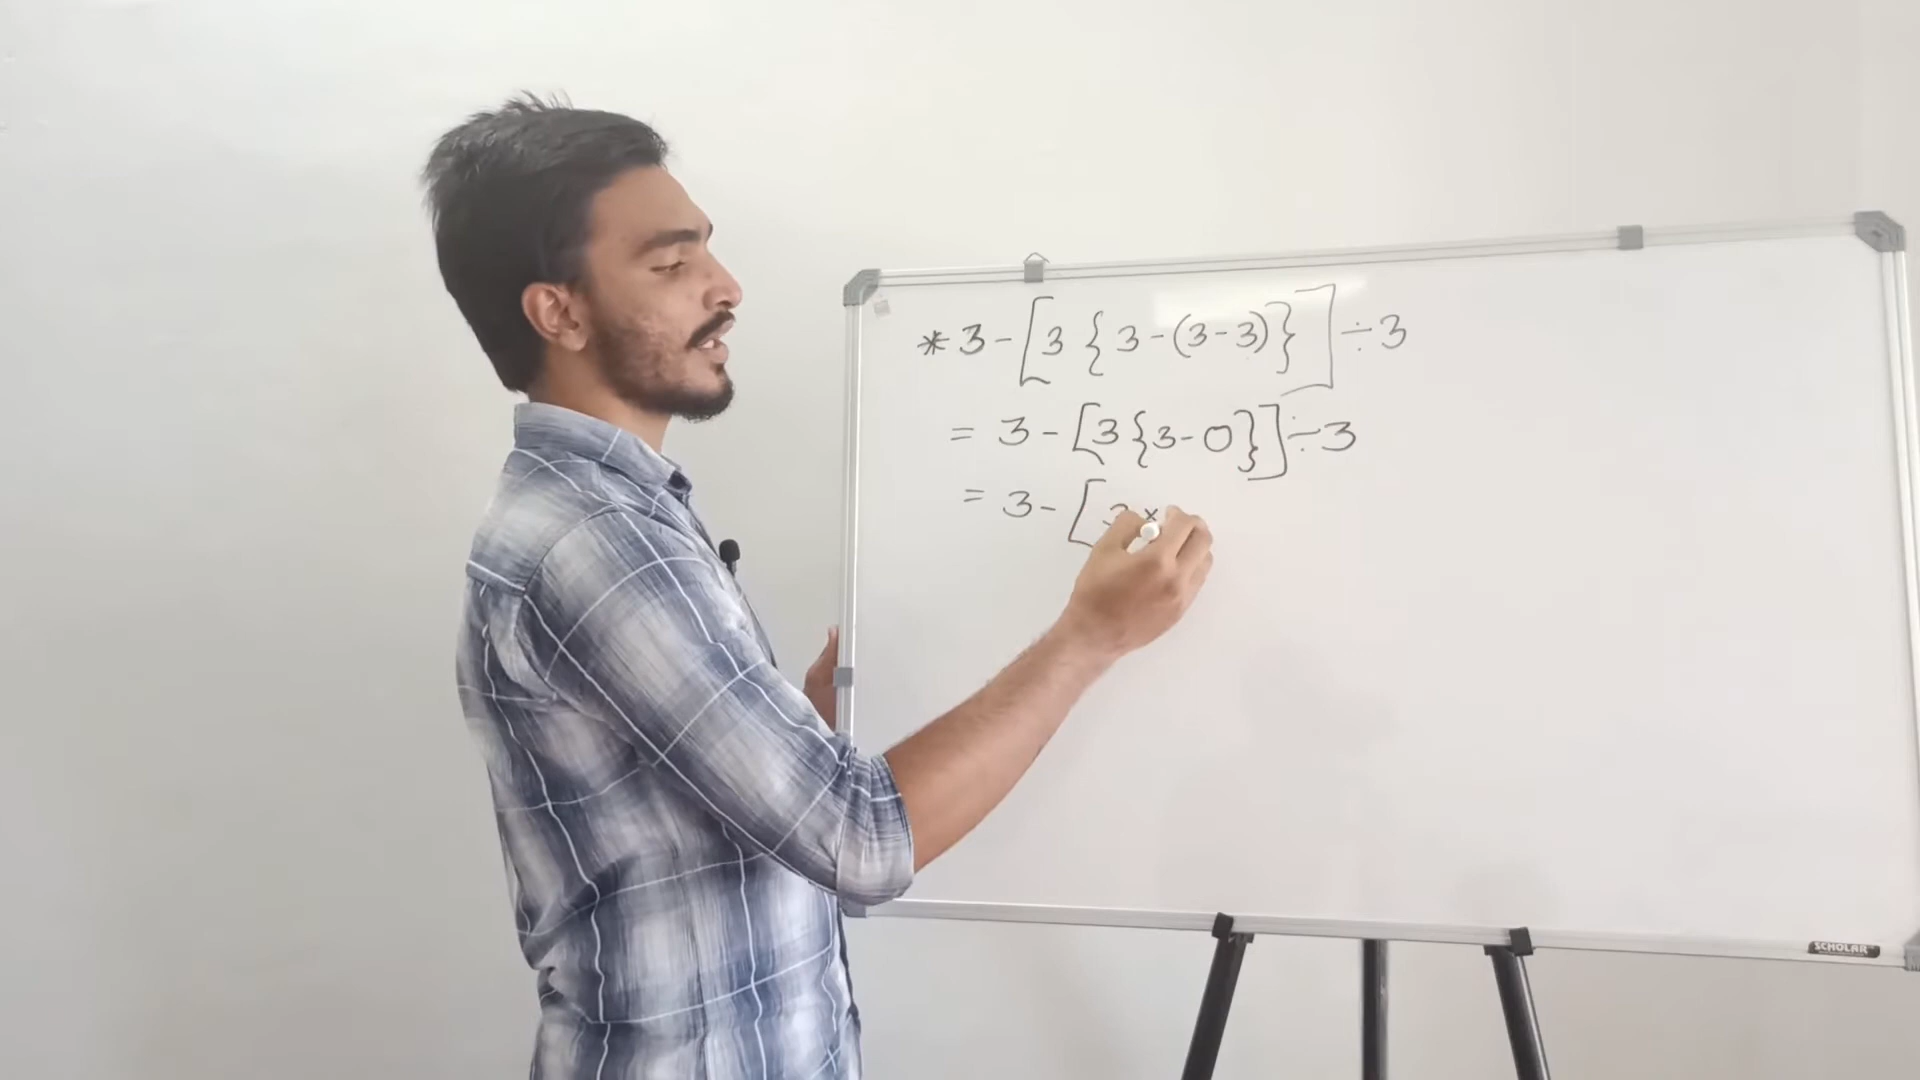 * 3 - [3 {3 - (3 - 3)}] ÷ 3
= 3 - [3 {3 - 0}] ÷ 3
= 3 - [3 ×
SCHOLAR